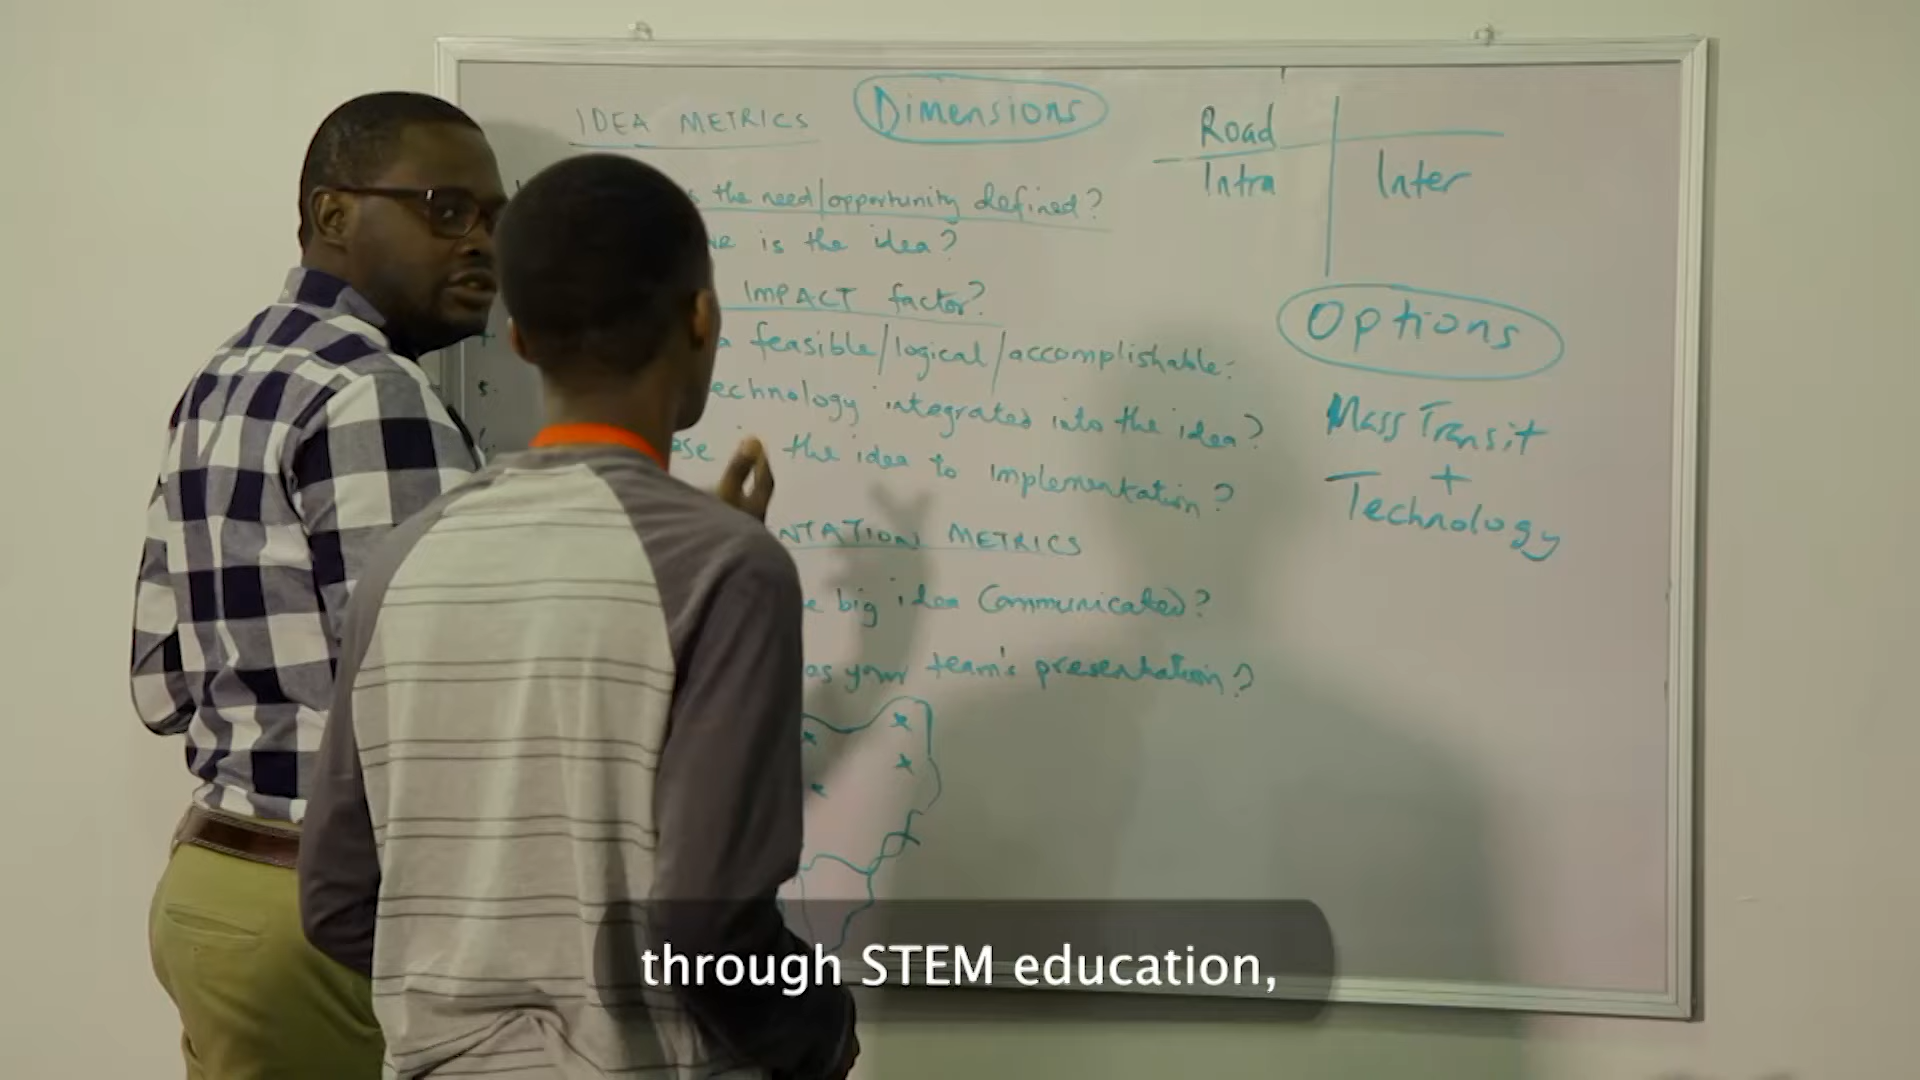 IDEA METRICS
Dimensions
the need/opportunity defined?
is the idea?
IMPACT factor?
feasible/logical/accomplishable:
technology integrated into the idea?
the idea to implementation?
METRICS
big idea Communicated?
your team's presentation?
Road
Intra
Inter
Options
Mass Transit
+
Technology
through STEM education,